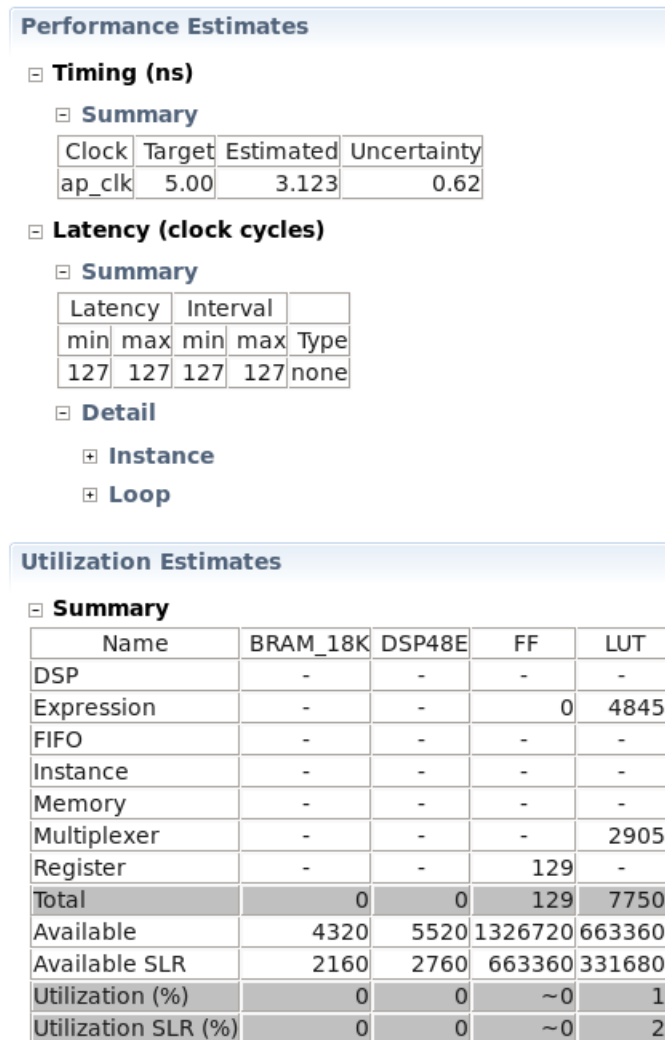 Performance Estimates
Timing (ns)
Summary
Clock Target Estimated Uncertainty
ap_clk 5.00 3.123 0.62
Latency (clock cycles)
Summary
Latency Interval
min max min max Type
127 127 127 127 none
Detail
Instance
Loop
Utilization Estimates
Summary
Name BRAM_18K DSP48E FF LUT
DSP - - - -
Expression - - 0 4845
FIFO - - - -
Instance - - - -
Memory - - - -
Multiplexer - - - 2905
Register - - 129 -
Total 0 0 129 7750
Available 4320 5520 1326720 663360
Available SLR 2160 2760 663360 331680
Utilization (%) 0 0 ~0 1
Utilization SLR (%) 0 0 ~0 2